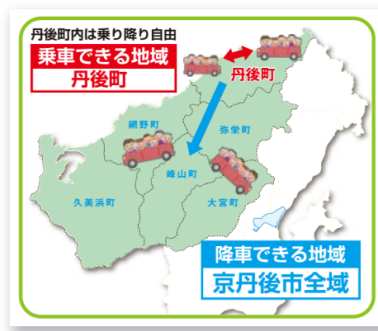 丹後町内は乗り降り自由
乗車できる地域
丹後町
丹後町
網野町
弥栄町
峰山町
久美浜町
大宮町
降車できる地域
京丹後市全域